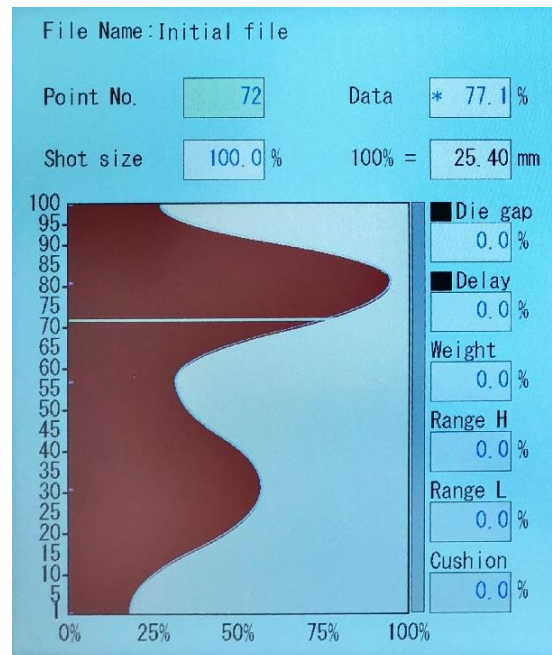 File Name:Initial file
Point No. 72 Data * 77.1 %
Shot size 100.0 % 100% = 25.40 mm
100
95
90
85
80
75
70
65
60
55
50
45
40
35
30
25
20
15
10
5
1
0% 25% 50% 75% 100%
Die gap
0.0 %
Delay
0.0 %
Weight
0.0 %
Range H
0.0 %
Range L
0.0 %
Cushion
0.0 %